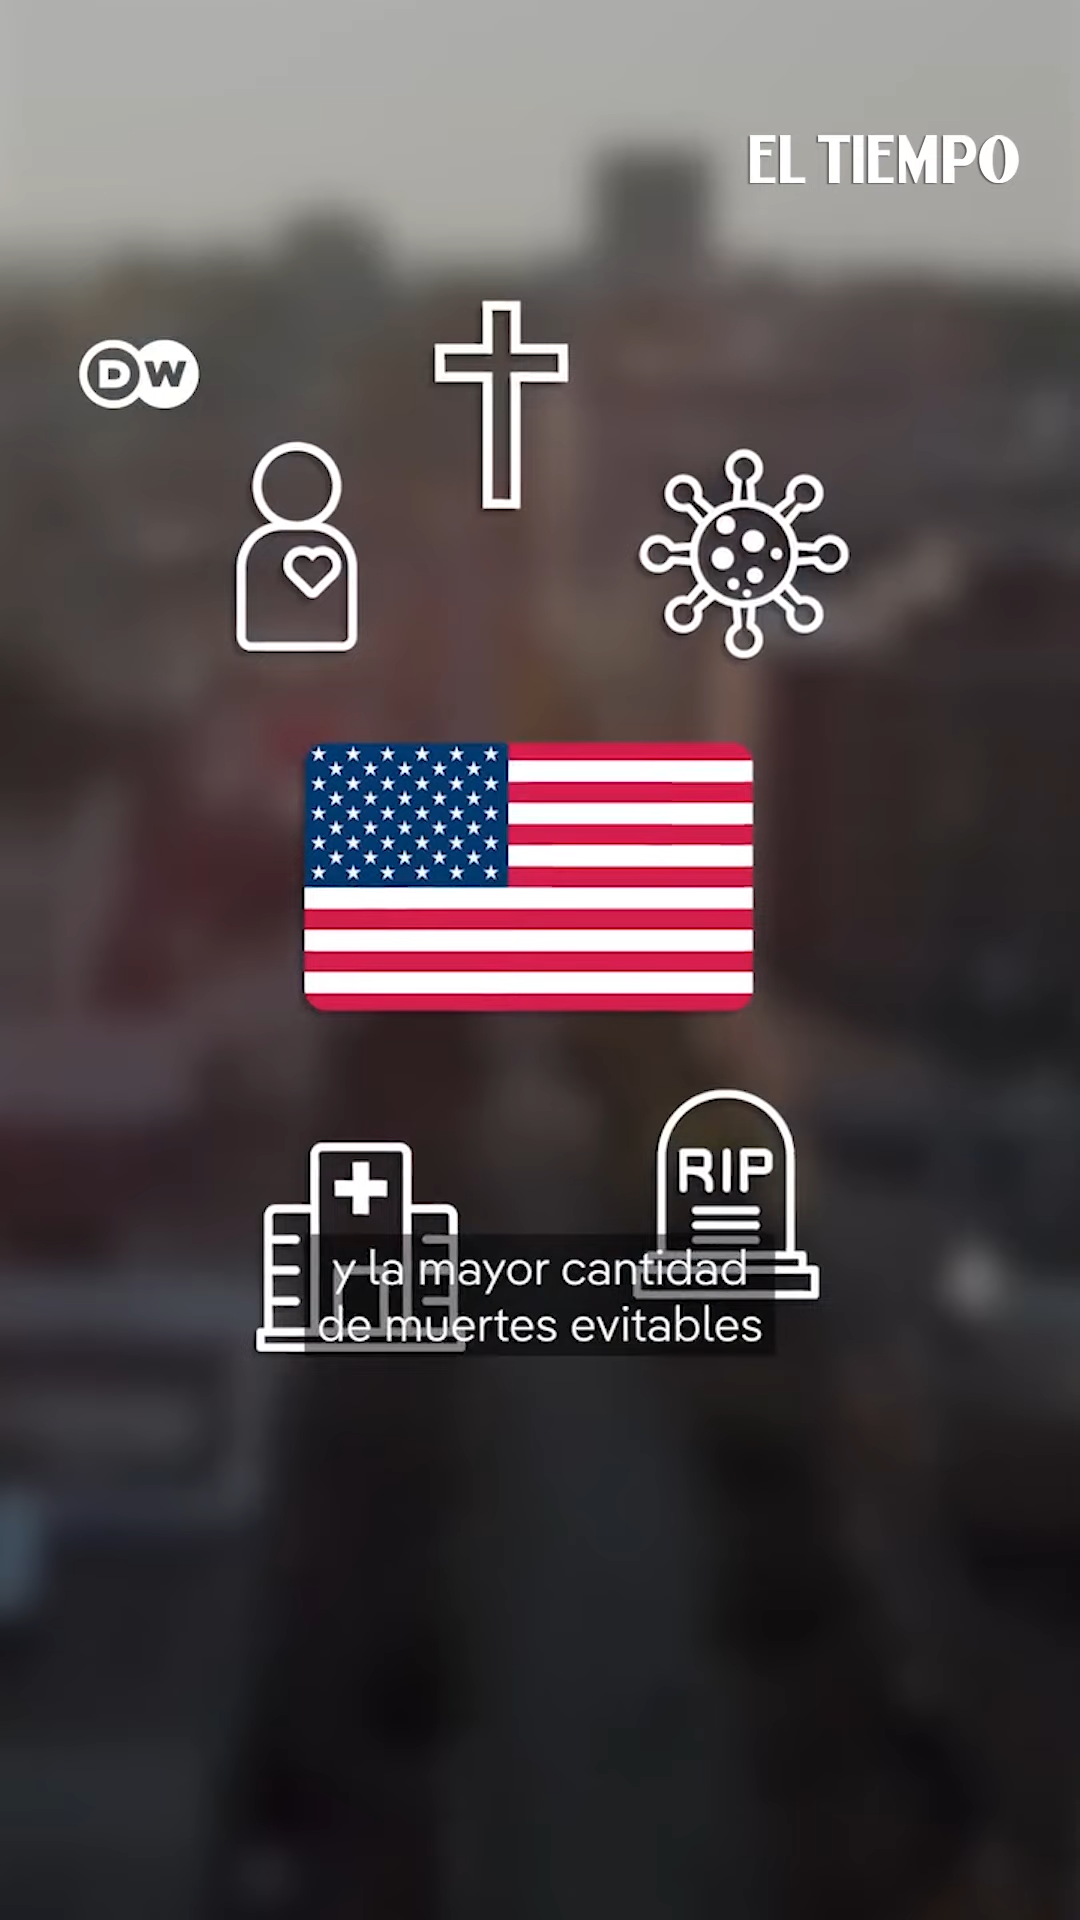 EL TIEMPO
DW
RIP
y la mayor cantidad
de muertes evitables